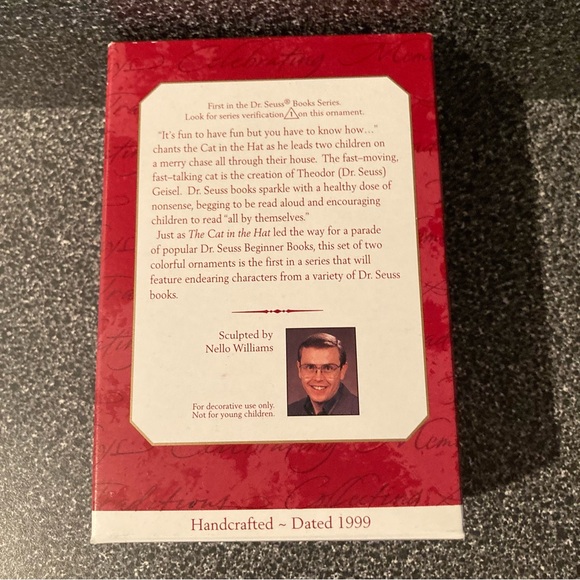 Celebrating Mem
First in the Dr. Seuss® Books Series.
Look for series verification 1 on this ornament.
"It's fun to have fun but you have to know how…"
chants the Cat in the Hat as he leads two children on
a merry chase all through their house. The fast-moving,
fast-talking cat is the creation of Theodor (Dr. Seuss)
Geisel. Dr. Seuss books sparkle with a healthy dose of
nonsense, begging to be read aloud and encouraging
children to read "all by themselves."
Just as The Cat in the Hat led the way for a parade
of popular Dr. Seuss Beginner Books, this set of two
colorful ornaments is the first in a series that will
feature endearing characters from a variety of Dr. Seuss
books.
Sculpted by
Nello Williams
For decorative use only.
Not for young children.
Celebrating Mem
Traditions Collecting
Handcrafted ~ Dated 1999